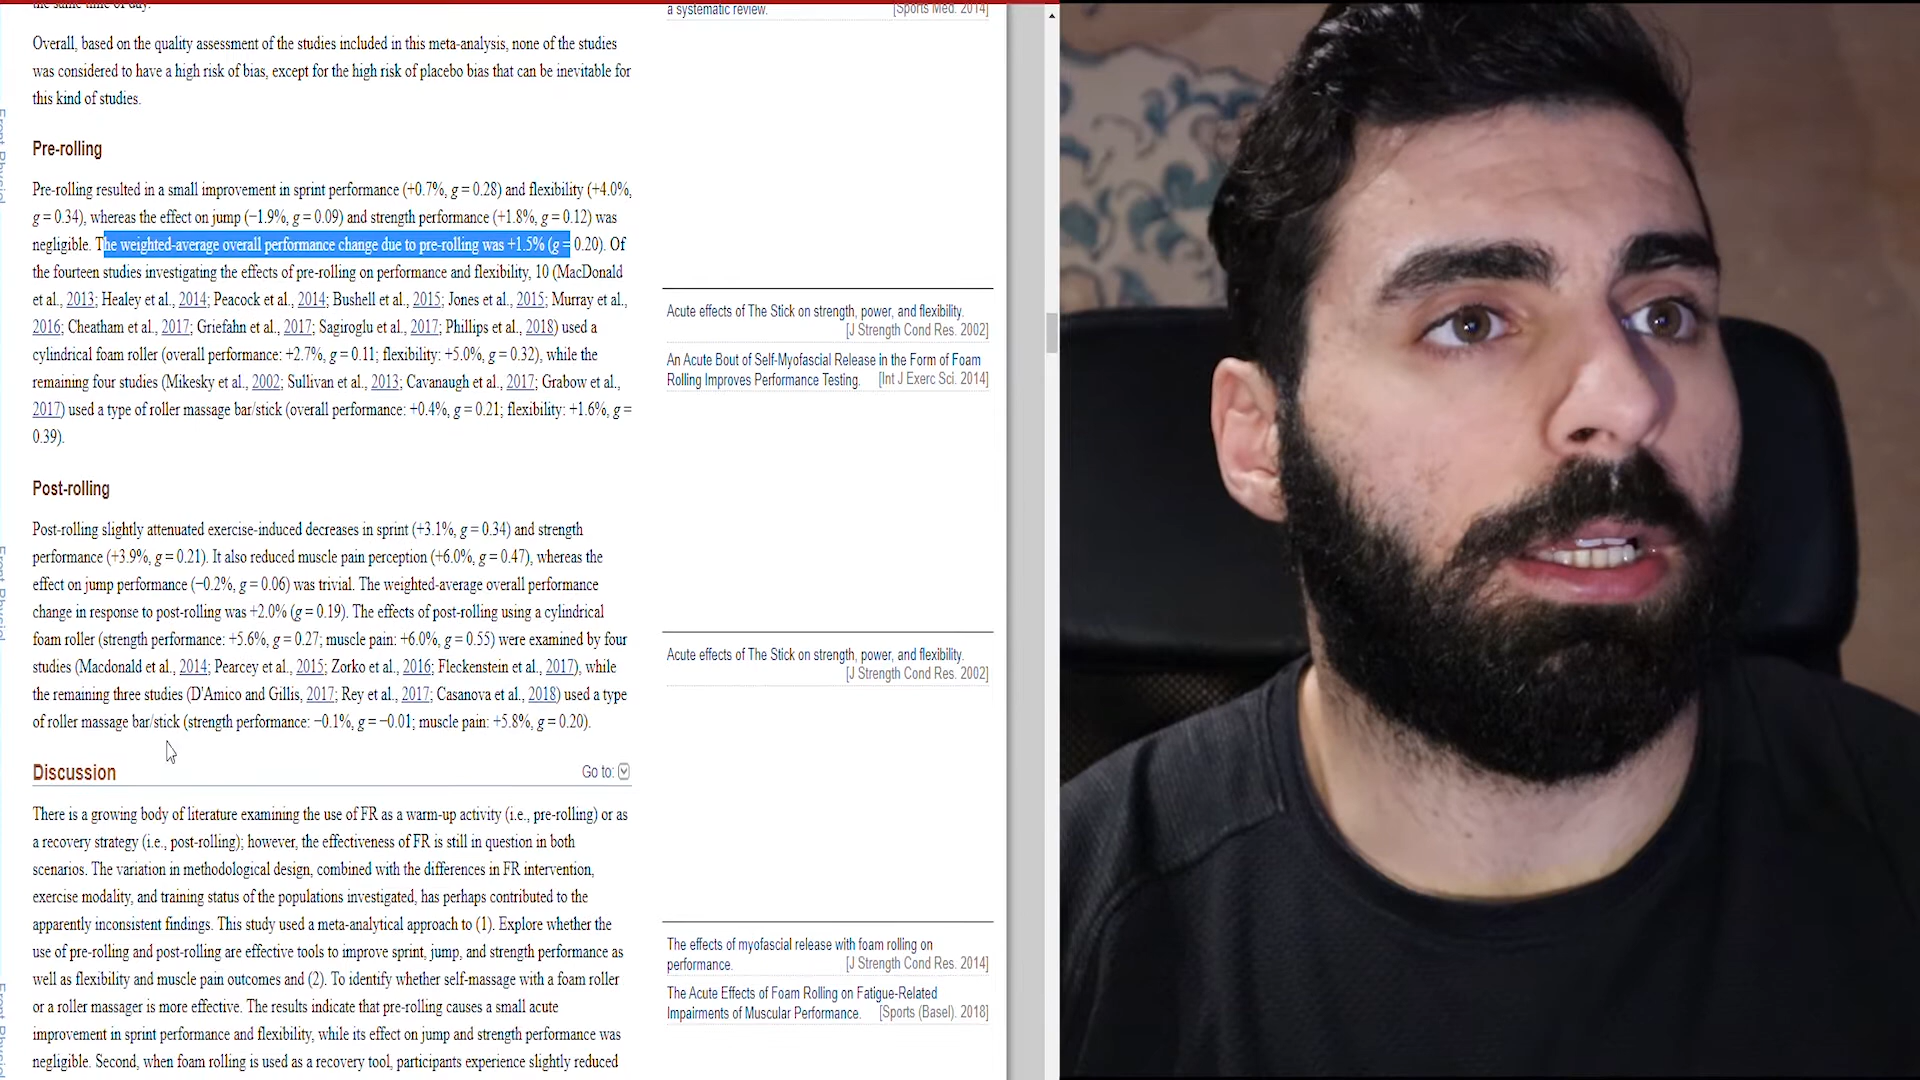 the same time of day.
Overall, based on the quality assessment of the studies included in this meta-analysis, none of the studies
was considered to have a high risk of bias, except for the high risk of placebo bias that can be inevitable for
this kind of studies.
Pre-rolling
Pre-rolling resulted in a small improvement in sprint performance (+0.7%, g = 0.28) and flexibility (+4.0%,
g = 0.34), whereas the effect on jump (−1.9%, g = 0.09) and strength performance (+1.8%, g = 0.12) was
negligible. The weighted-average overall performance change due to pre-rolling was +1.5% (g = 0.20). Of
the fourteen studies investigating the effects of pre-rolling on performance and flexibility, 10 (MacDonald
et al., 2013; Healey et al., 2014; Peacock et al., 2014; Bushell et al., 2015; Jones et al., 2015; Murray et al.,
2016; Cheatham et al., 2017; Griefahn et al., 2017; Sagiroglu et al., 2017; Phillips et al., 2018) used a
cylindrical foam roller (overall performance: +2.7%, g = 0.11; flexibility: +5.0%, g = 0.32), while the
remaining four studies (Mikesky et al., 2002; Sullivan et al., 2013; Cavanaugh et al., 2017; Grabow et al.,
2017) used a type of roller massage bar/stick (overall performance: +0.4%, g = 0.21; flexibility: +1.6%, g =
0.39).
Post-rolling
Post-rolling slightly attenuated exercise-induced decreases in sprint (+3.1%, g = 0.34) and strength
performance (+3.9%, g = 0.21). It also reduced muscle pain perception (+6.0%, g = 0.47), whereas the
effect on jump performance (−0.2%, g = 0.06) was trivial. The weighted-average overall performance
change in response to post-rolling was +2.0% (g = 0.19). The effects of post-rolling using a cylindrical
foam roller (strength performance: +5.6%, g = 0.27; muscle pain: +6.0%, g = 0.55) were examined by four
studies (Macdonald et al., 2014; Pearcey et al., 2015; Zorko et al., 2016; Fleckenstein et al., 2017), while
the remaining three studies (D'Amico and Gillis, 2017; Rey et al., 2017; Casanova et al., 2018) used a type
of roller massage bar/stick (strength performance: −0.1%, g = −0.01; muscle pain: +5.8%, g = 0.20).
Discussion
Go to:
There is a growing body of literature examining the use of FR as a warm-up activity (i.e., pre-rolling) or as
a recovery strategy (i.e., post-rolling); however, the effectiveness of FR is still in question in both
scenarios. The variation in methodological design, combined with the differences in FR intervention,
exercise modality, and training status of the populations investigated, has perhaps contributed to the
apparently inconsistent findings. This study used a meta-analytical approach to (1). Explore whether the
use of pre-rolling and post-rolling are effective tools to improve sprint, jump, and strength performance as
well as flexibility and muscle pain outcomes and (2). To identify whether self-massage with a foam roller
or a roller massager is more effective. The results indicate that pre-rolling causes a small acute
improvement in sprint performance and flexibility, while its effect on jump and strength performance was
negligible. Second, when foam rolling is used as a recovery tool, participants experience slightly reduced
a systematic review. [Sports Med. 2014]
Acute effects of The Stick on strength, power, and flexibility.
[J Strength Cond Res. 2002]
An Acute Bout of Self-Myofascial Release in the Form of Foam
Rolling Improves Performance Testing. [Int J Exerc Sci. 2014]
Acute effects of The Stick on strength, power, and flexibility.
[J Strength Cond Res. 2002]
The effects of myofascial release with foam rolling on
performance. [J Strength Cond Res. 2014]
The Acute Effects of Foam Rolling on Fatigue-Related
Impairments of Muscular Performance. [Sports (Basel). 2018]